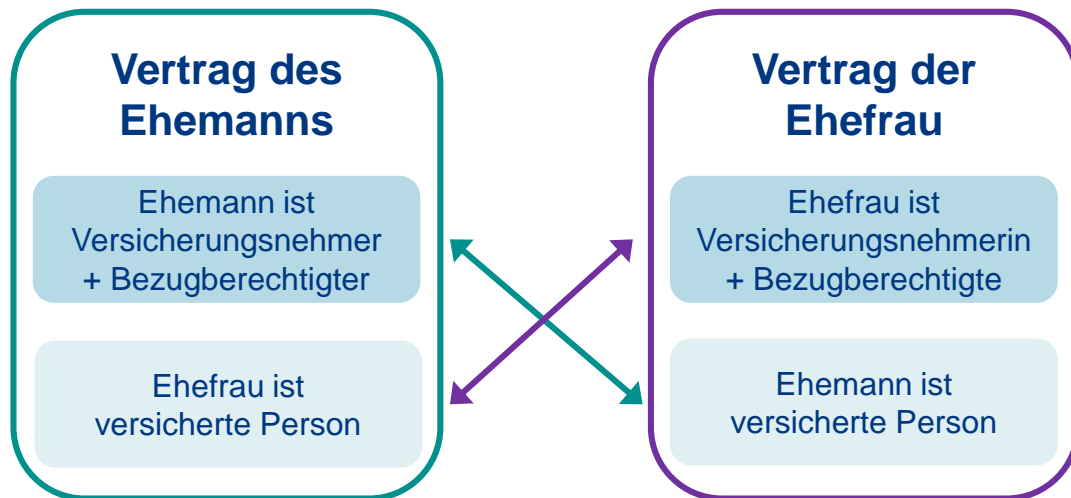 Vertrag des
Ehemanns
Ehemann ist
Versicherungsnehmer
+ Bezugberechtigter
Ehefrau ist
versicherte Person
Vertrag der
Ehefrau
Ehefrau ist
Versicherungsnehmerin
+ Bezugberechtigte
Ehemann ist
versicherte Person